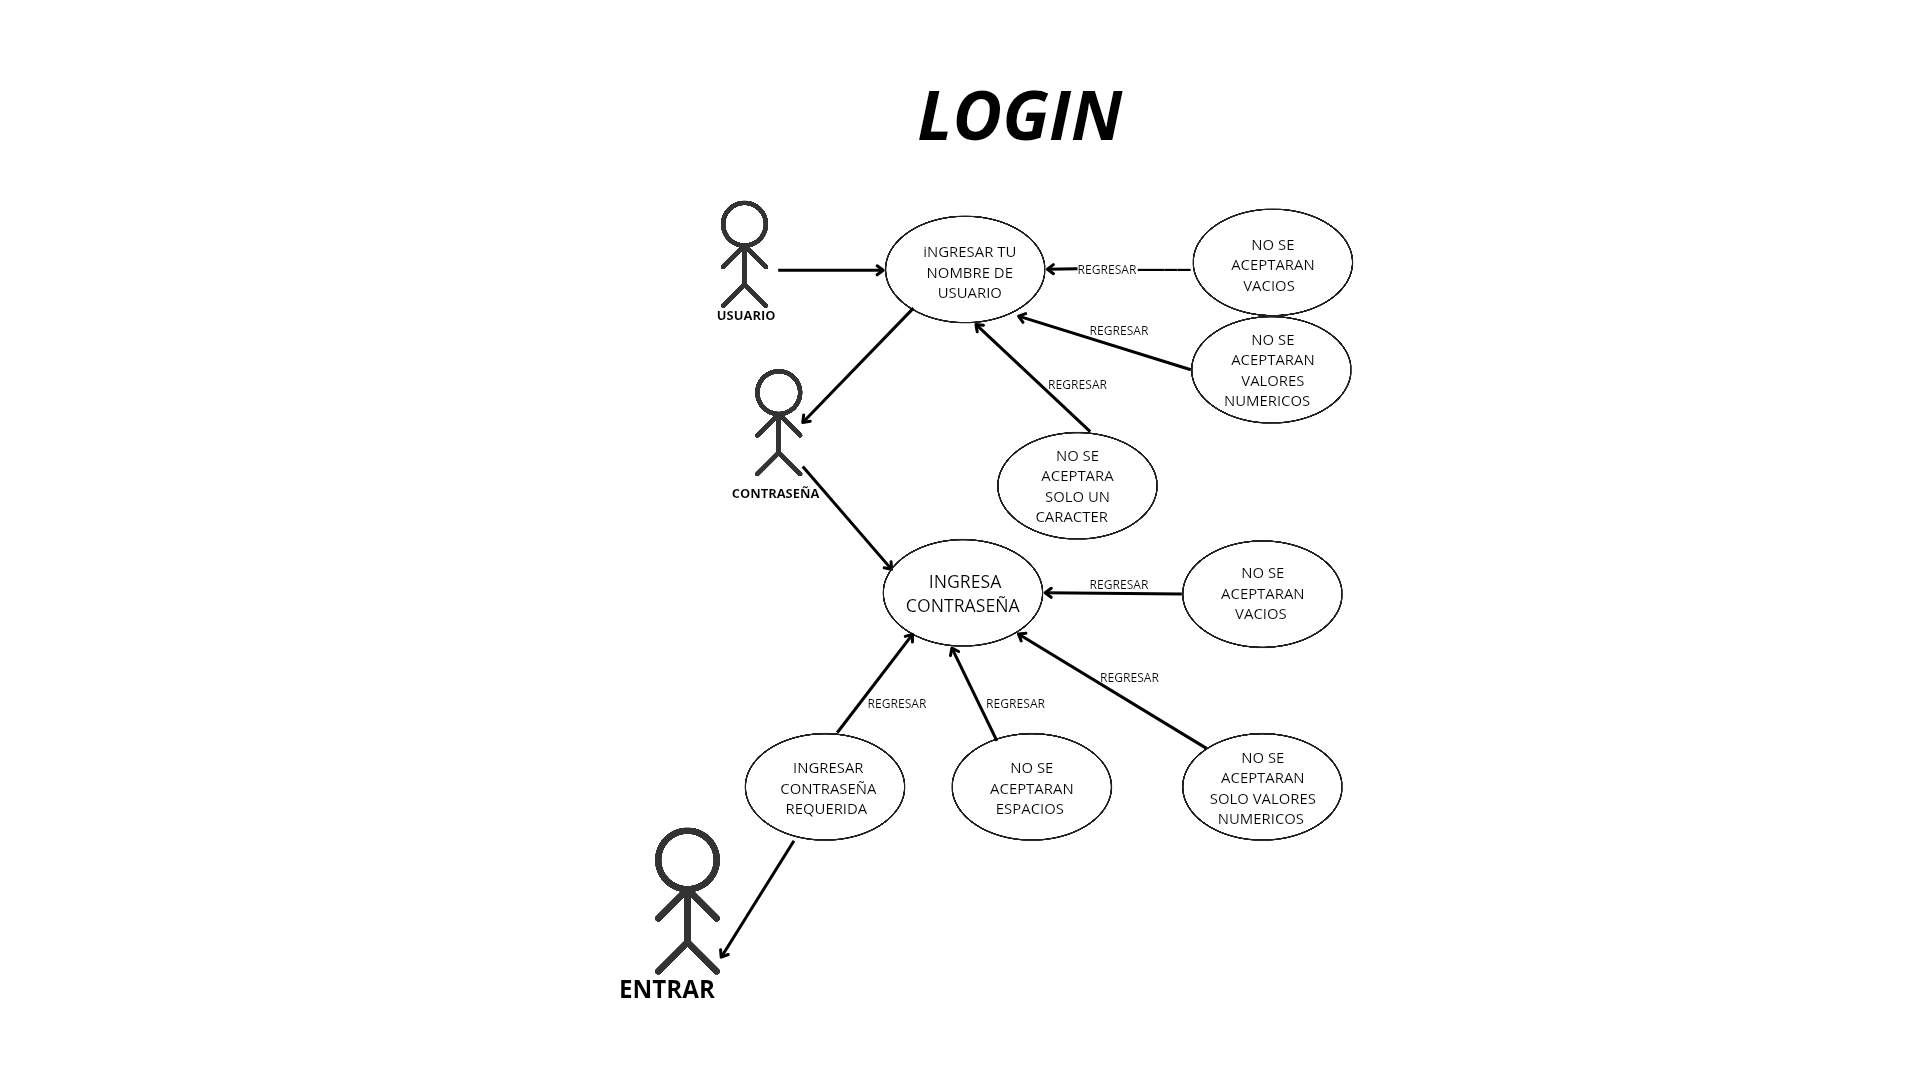 LOGIN
USUARIO
iNGRESAR TU
NOMBRE DE
USUARIO
REGRESAR
NO SE
ACEPTARAN
VACIOS
REGRESAR
NO SE
ACEPTARAN
VALORES
NUMERICOS
REGRESAR
NO SE
ACEPTARA
SOLO UN
CARACTER
CONTRASEÑA
INGRESA
CONTRASEÑA
REGRESAR
NO SE
ACEPTARAN
VACIOS
REGRESAR
REGRESAR
REGRESAR
INGRESAR
CONTRASEÑA
REQUERIDA
NO SE
ACEPTARAN
ESPACIOS
NO SE
ACEPTARAN
SOLO VALORES
NUMERICOS
ENTRAR